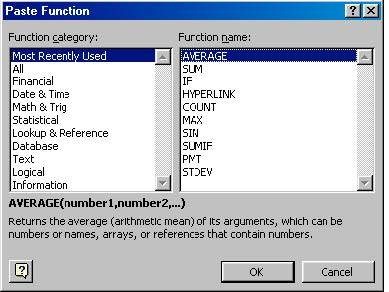 Paste Function
Function category:
Most Recently Used
All
Financial
Date & Time
Math & Trig
Statistical
Lookup & Reference
Database
Text
Logical
Information
Function name:
AVERAGE
SUM
IF
HYPERLINK
COUNT
MAX
SIN
SUMIF
PMT
STDEV
AVERAGE(number1,number2,...)
Returns the average (arithmetic mean) of its arguments, which can be
numbers or names, arrays, or references that contain numbers.
OK
Cancel